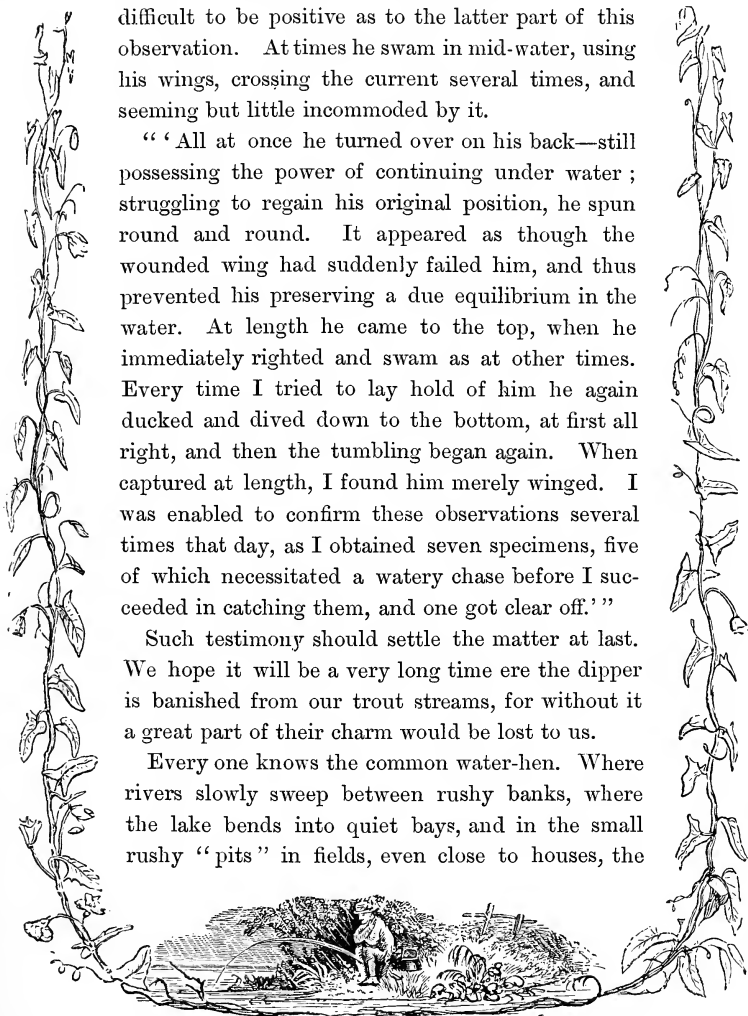 difficult to be positive as to the latter part of this
observation. At times he swam in mid-water, using
his wings, crossing the current several times, and
seeming but little incommoded by it.
“ ‘ All at once he turned over on his back—still
possessing the power of continuing under water ;
struggling to regain his original position, he spun
round and round. It appeared as though the
wounded wing had suddenly failed him, and thus
prevented his preserving a due equilibrium in the
water. At length he came to the top, when he
immediately righted and swam as at other times.
Every time I tried to lay hold of him he again
ducked and dived down to the bottom, at first all
right, and then the tumbling began again. When
captured at length, I found him merely winged. I
was enabled to confirm these observations several
times that day, as I obtained seven specimens, five
of which necessitated a watery chase before I suc-
ceeded in catching them, and one got clear off.’ ”
Such testimony should settle the matter at last.
We hope it will be a very long time ere the dipper
is banished from our trout streams, for without it
a great part of their charm would be lost to us.
Every one knows the common water-hen. Where
rivers slowly sweep between rushy banks, where
the lake bends into quiet bays, and in the small
rushy “pits” in fields, even close to houses, the